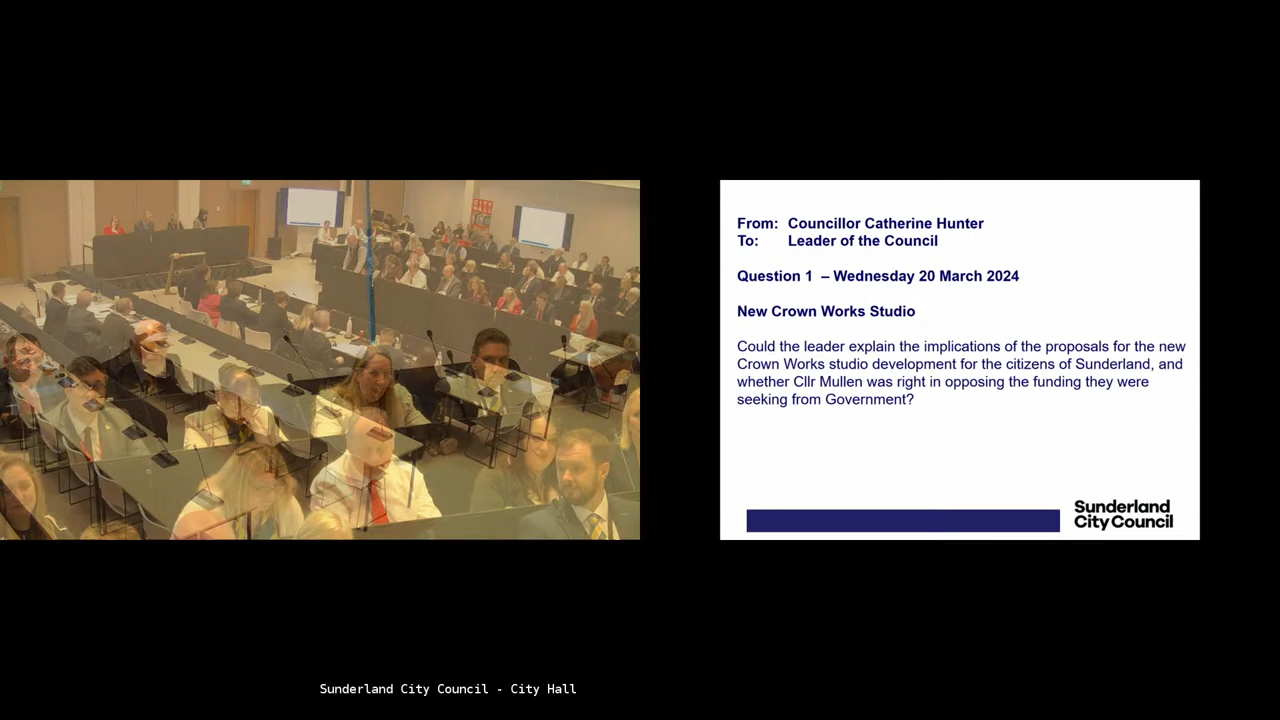 From: Councillor Catherine Hunter
To: Leader of the Council
Question 1 – Wednesday 20 March 2024
New Crown Works Studio
Could the leader explain the implications of the proposals for the new
Crown Works studio development for the citizens of Sunderland, and
whether Cllr Mullen was right in opposing the funding they were
seeking from Government?
Sunderland
City Council
Sunderland City Council - City Hall